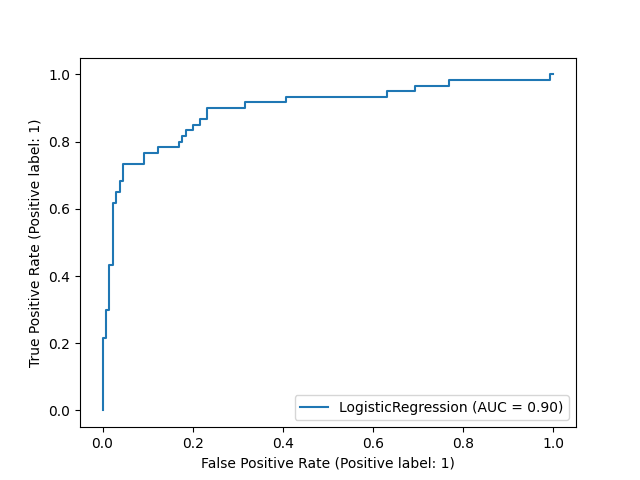 1.0
0.8
0.6
0.4
0.2
0.0
True Positive Rate (Positive label: 1)
LogisticRegression (AUC = 0.90)
0.0 0.2 0.4 0.6 0.8 1.0
False Positive Rate (Positive label: 1)